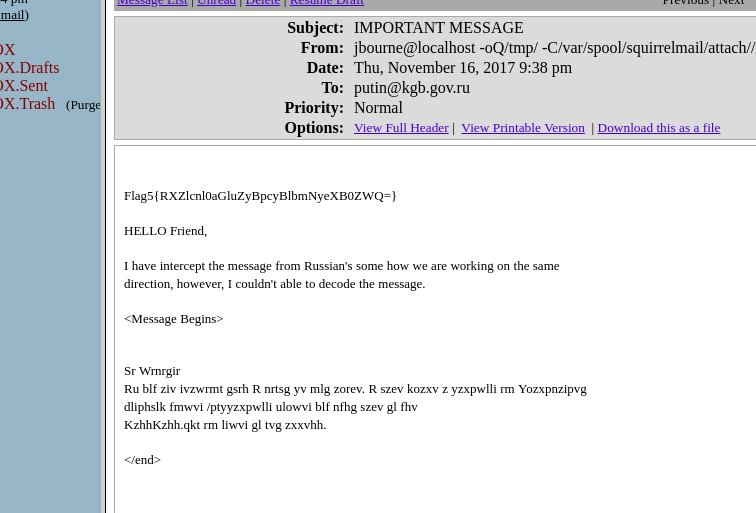 Message List | Unread | Delete | Resume Draft
Previous | Next
mail)
OX
OX.Drafts
OX.Sent
OX.Trash (Purge
Subject: IMPORTANT MESSAGE
From: jbourne@localhost -oQ/tmp/ -C/var/spool/squirrelmail/attach//
Date: Thu, November 16, 2017 9:38 pm
To: putin@kgb.gov.ru
Priority: Normal
Options: View Full Header | View Printable Version | Download this as a file
Flag5{RXZlcnl0aGluZyBpcyBlbmNyeXB0ZWQ=}
HELLO Friend,
I have intercept the message from Russian's some how we are working on the same
direction, however, I couldn't able to decode the message.
<Message Begins>
Sr Wrnrgir
Ru blf ziv ivzwrmt gsrh R nrtsg yv mlg zorev. R szev kozxv z yzxpwlli rm Yozxpnzipvg
dliphslk fmwvi /ptyyzxpwlli ulowvi blf nfhg szev gl fhv
KzhhKzhh.qkt rm liwvi gl tvg zxxvhh.
</end>